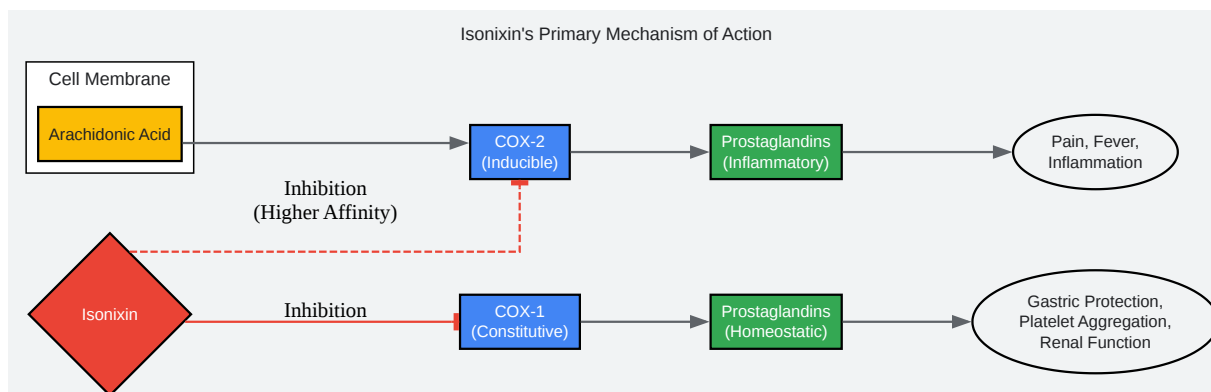 Isonixin's Primary Mechanism of Action
Cell Membrane
Arachidonic Acid
COX-2
(Inducible)
Prostaglandins
(Inflammatory)
Pain, Fever,
Inflammation
Inhibition
(Higher Affinity)
Isonixin
Inhibition
COX-1
(Constitutive)
Prostaglandins
(Homeostatic)
Gastric Protection,
Platelet Aggregation,
Renal Function